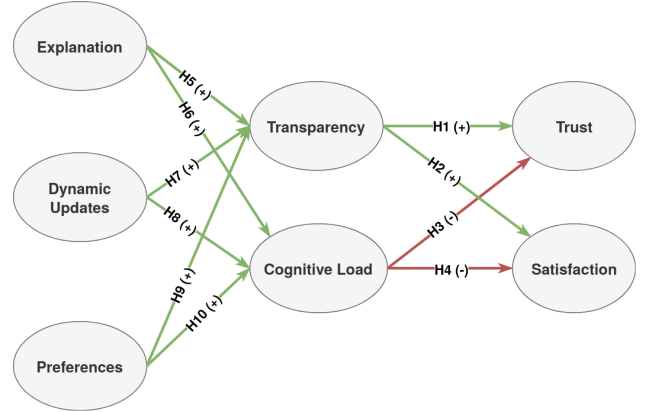 Explanation
H5 (+)
H6 (+)
Transparency
H1 (+)
Trust
H7 (+)
H2 (+)
Dynamic
Updates
H8 (+)
H3 (-)
Cognitive Load
H4 (-)
Satisfaction
H9 (+)
H10 (+)
Preferences